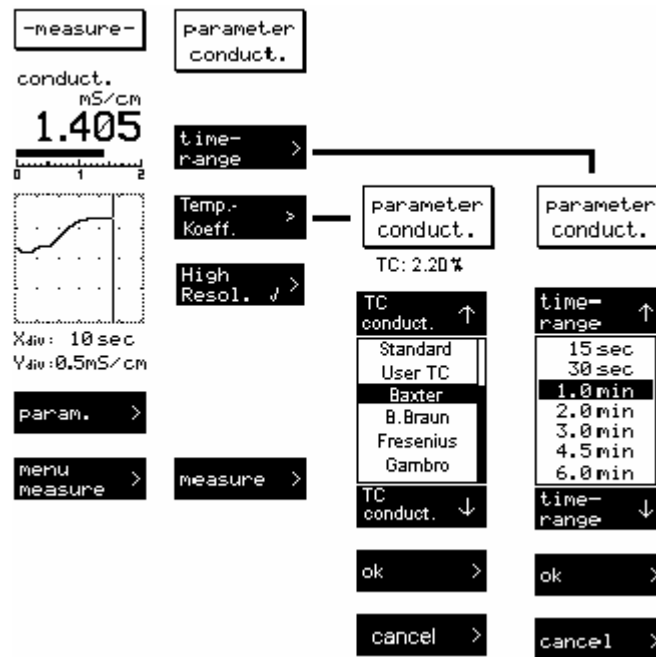 -measure-
conduct.
mS/cm
1.405
0 1 2
Xdiv: 10 sec
Ydiv:0.5mS/cm
param. >
menu
measure >
parameter
conduct.
time-
range >
Temp.-
Koeff. >
High
Resol. √ >
measure >
parameter
conduct.
TC: 2.20 %
TC
conduct. ↑
Standard
User TC
Baxter
B.Braun
Fresenius
Gambro
TC
conduct. ↓
ok >
cancel >
parameter
conduct.
time-
range ↑
15 sec
30 sec
1.0 min
2.0 min
3.0 min
4.5 min
6.0 min
time-
range ↓
ok >
cancel >